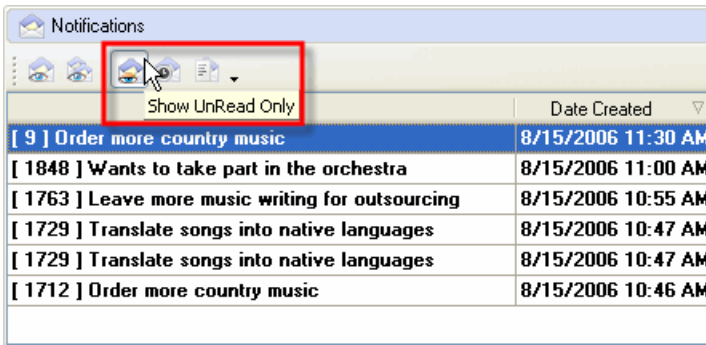 Notifications
Show UnRead Only
Date Created
[ 9 ] Order more country music 8/15/2006 11:30 AM
[ 1848 ] Wants to take part in the orchestra 8/15/2006 11:00 AM
[ 1763 ] Leave more music writing for outsourcing 8/15/2006 10:55 AM
[ 1729 ] Translate songs into native languages 8/15/2006 10:47 AM
[ 1729 ] Translate songs into native languages 8/15/2006 10:47 AM
[ 1712 ] Order more country music 8/15/2006 10:46 AM